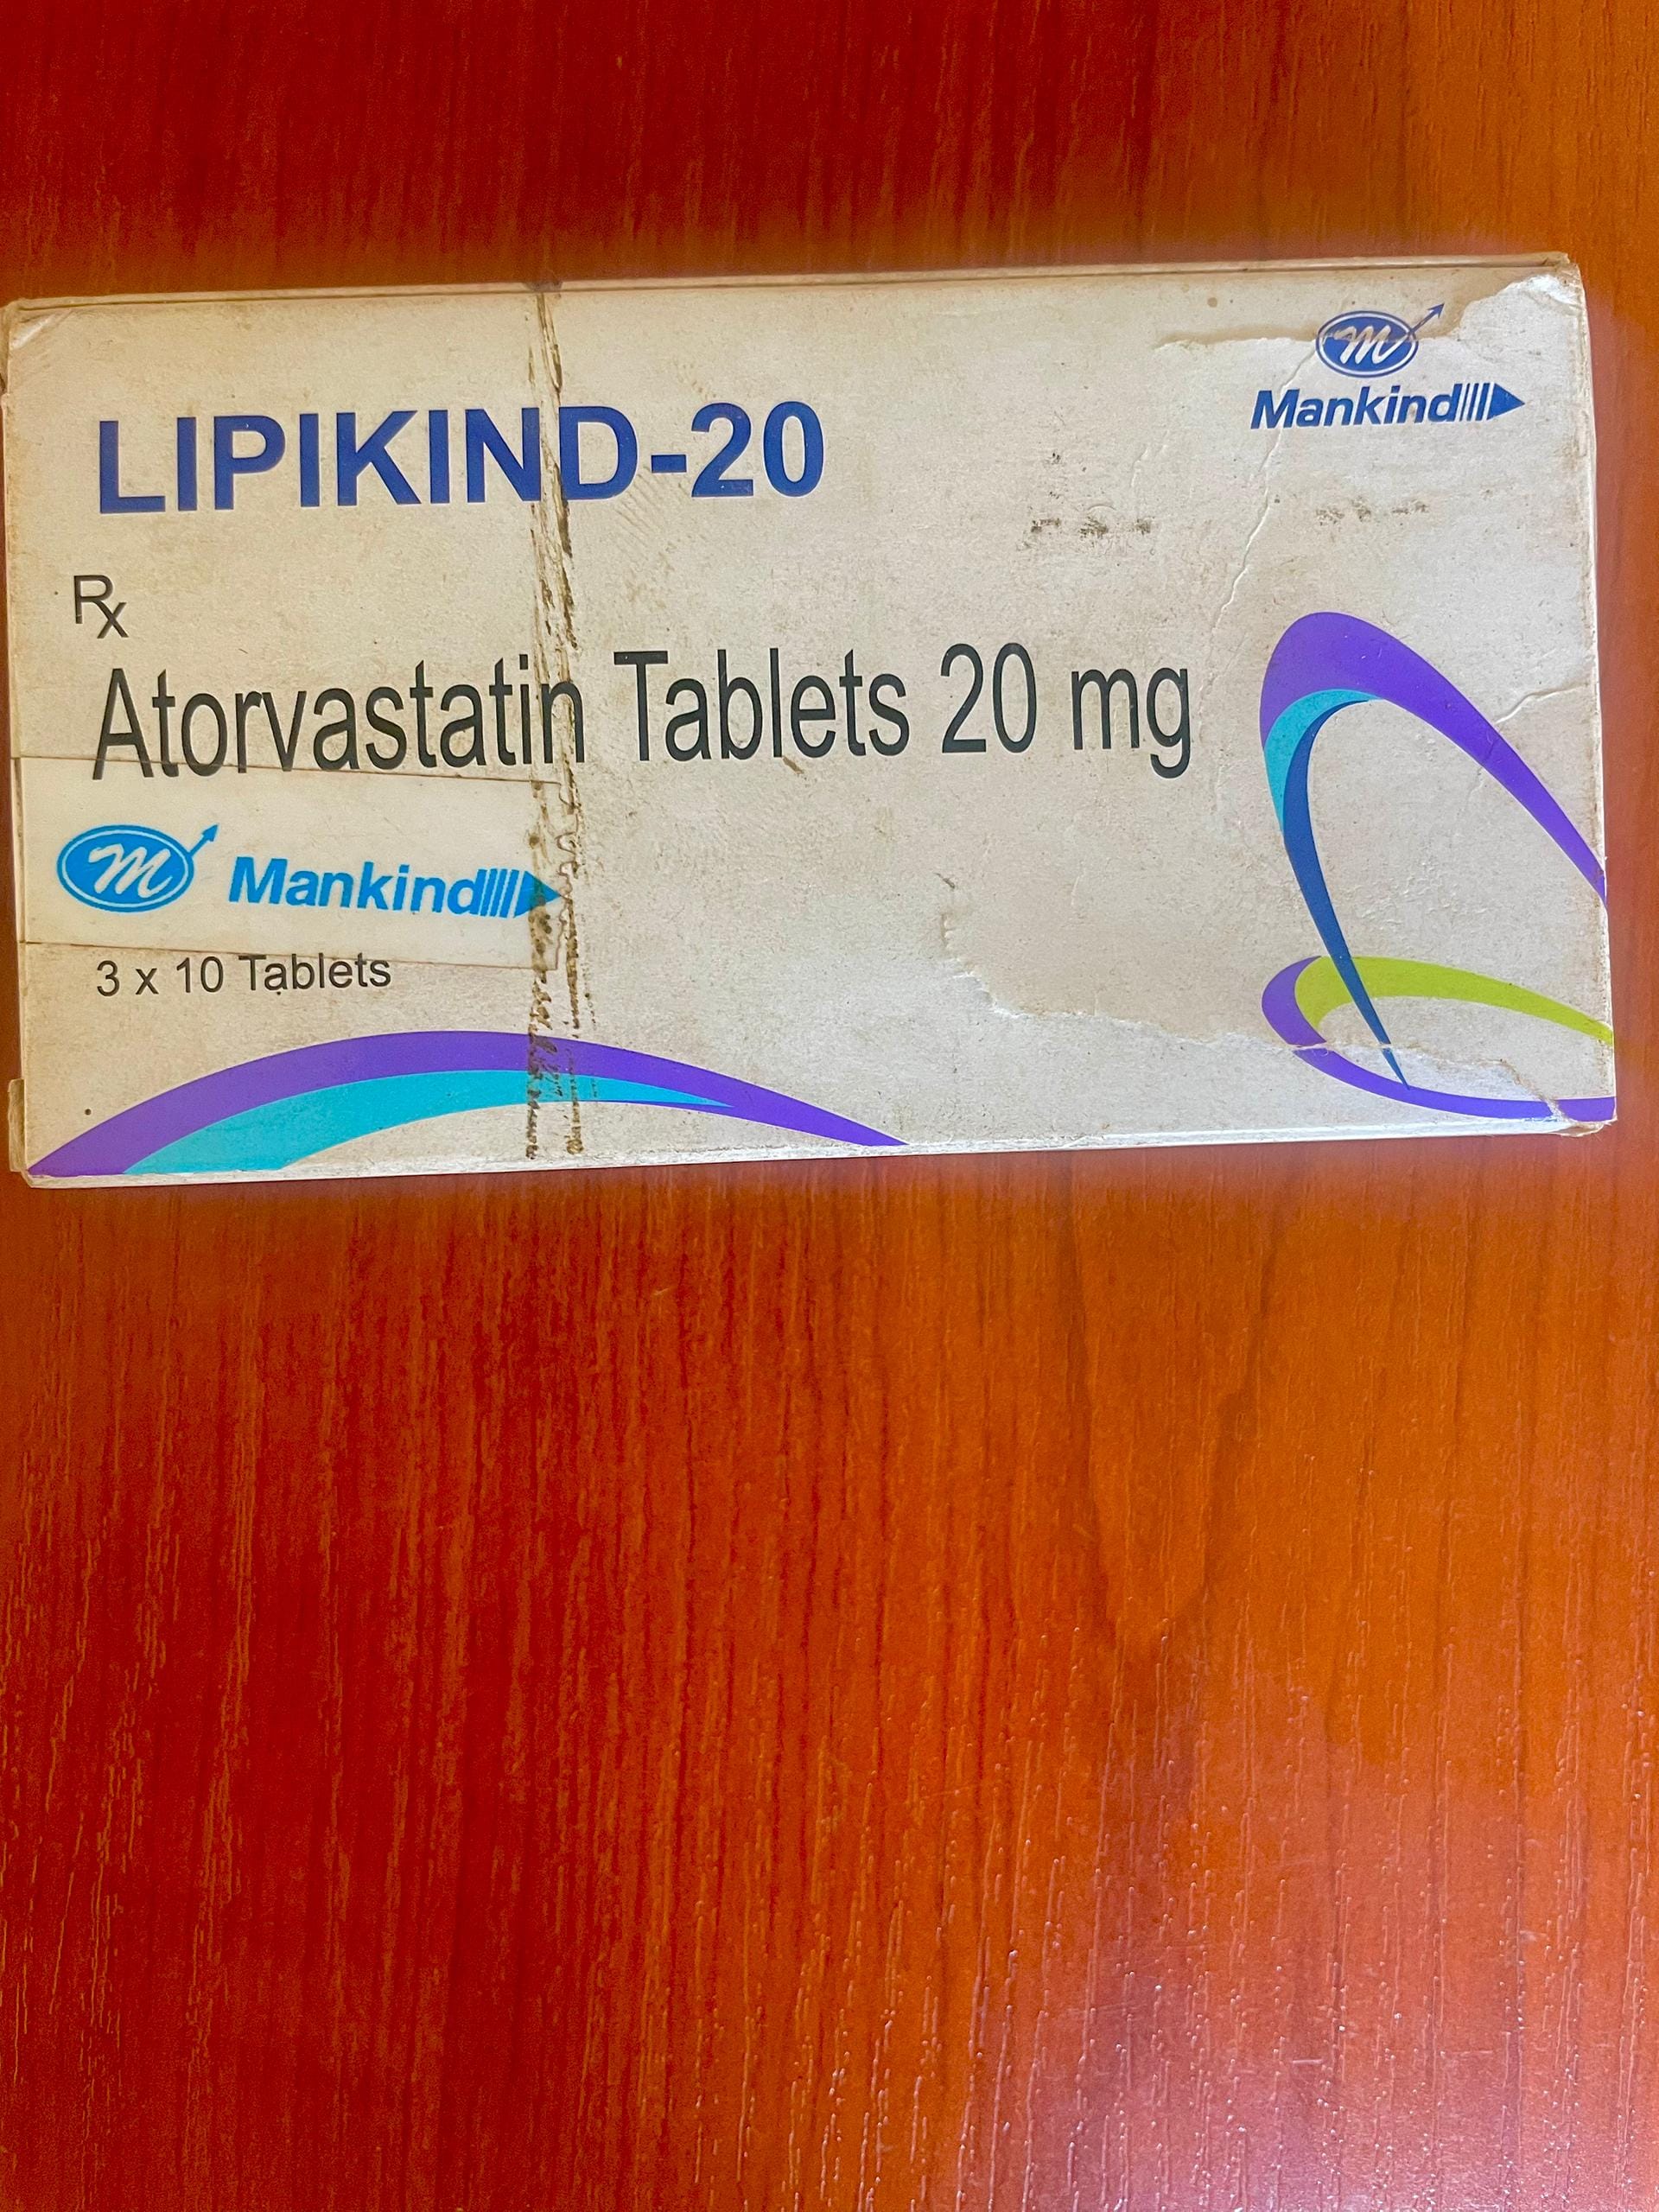 Mankind
LIPIKIND-20
Rx
Atorvastatin Tablets 20 mg
Mankind
3 x 10 Tablets